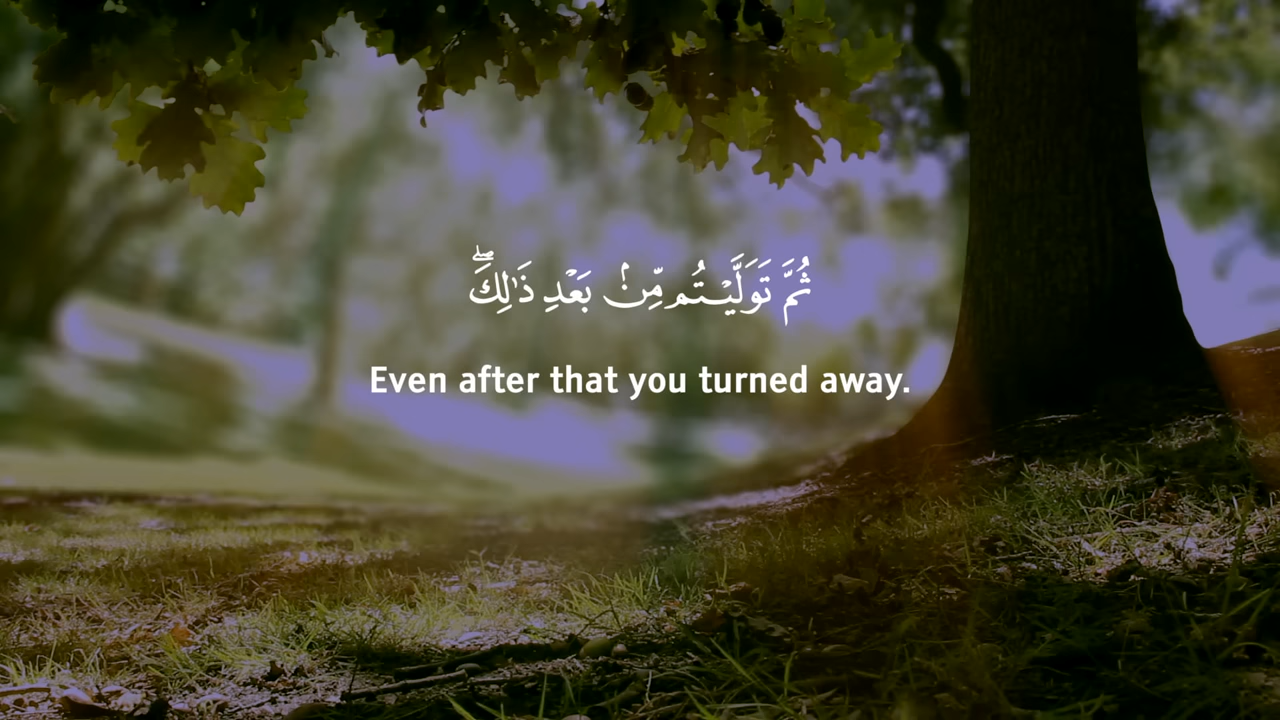 ثُمَّ تَوَلَّيْتُم مِّنۢ بَعْدِ ذَٰلِكَ ۖ
Even after that you turned away.